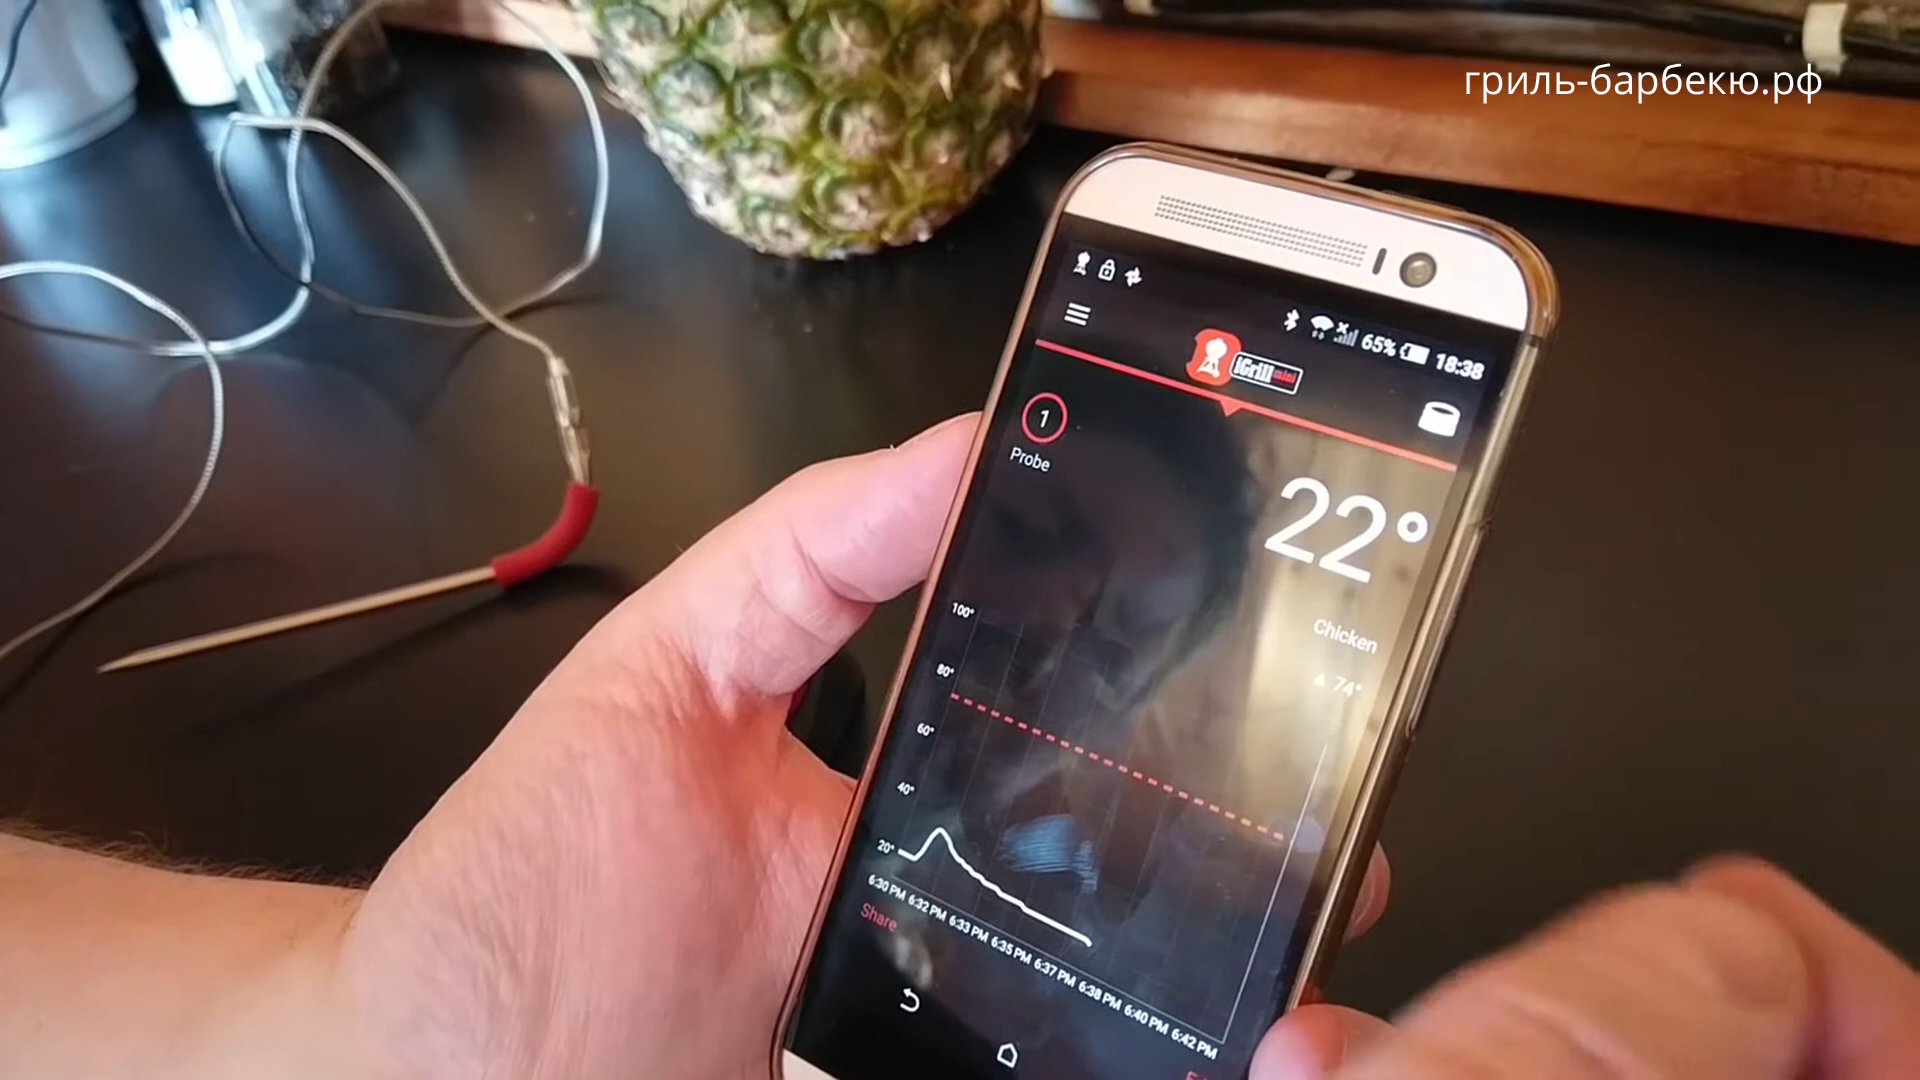 гриль-барбекю.рф
65% 18:38
iGrill mini
1
Probe
22°
Chicken
▲ 74°
100°
80°
60°
40°
20°
6:30 PM 6:32 PM 6:33 PM 6:35 PM 6:37 PM 6:38 PM 6:40 PM 6:42 PM
Share